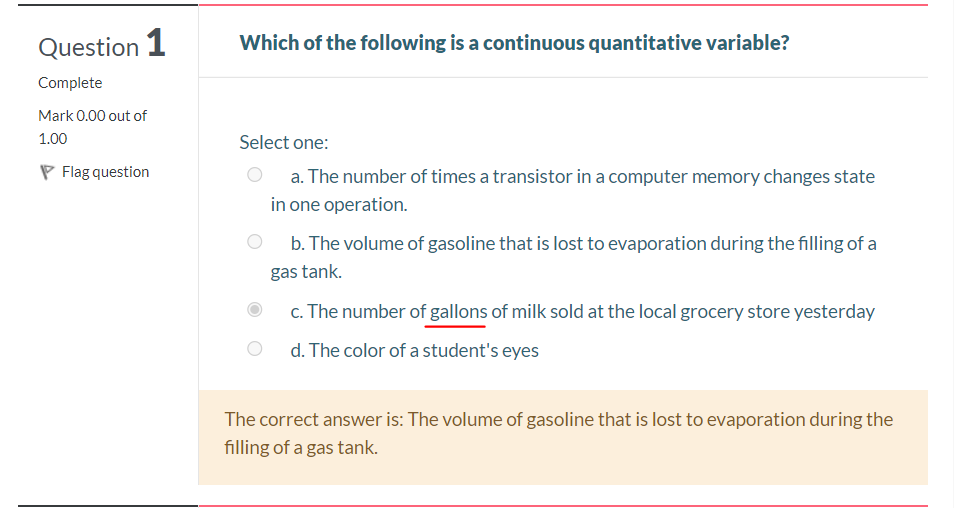 Question 1
Complete
Mark 0.00 out of
1.00
Flag question
Which of the following is a continuous quantitative variable?
Select one:
a. The number of times a transistor in a computer memory changes state
in one operation.
b. The volume of gasoline that is lost to evaporation during the filling of a
gas tank.
c. The number of gallons of milk sold at the local grocery store yesterday
d. The color of a student's eyes
The correct answer is: The volume of gasoline that is lost to evaporation during the
filling of a gas tank.